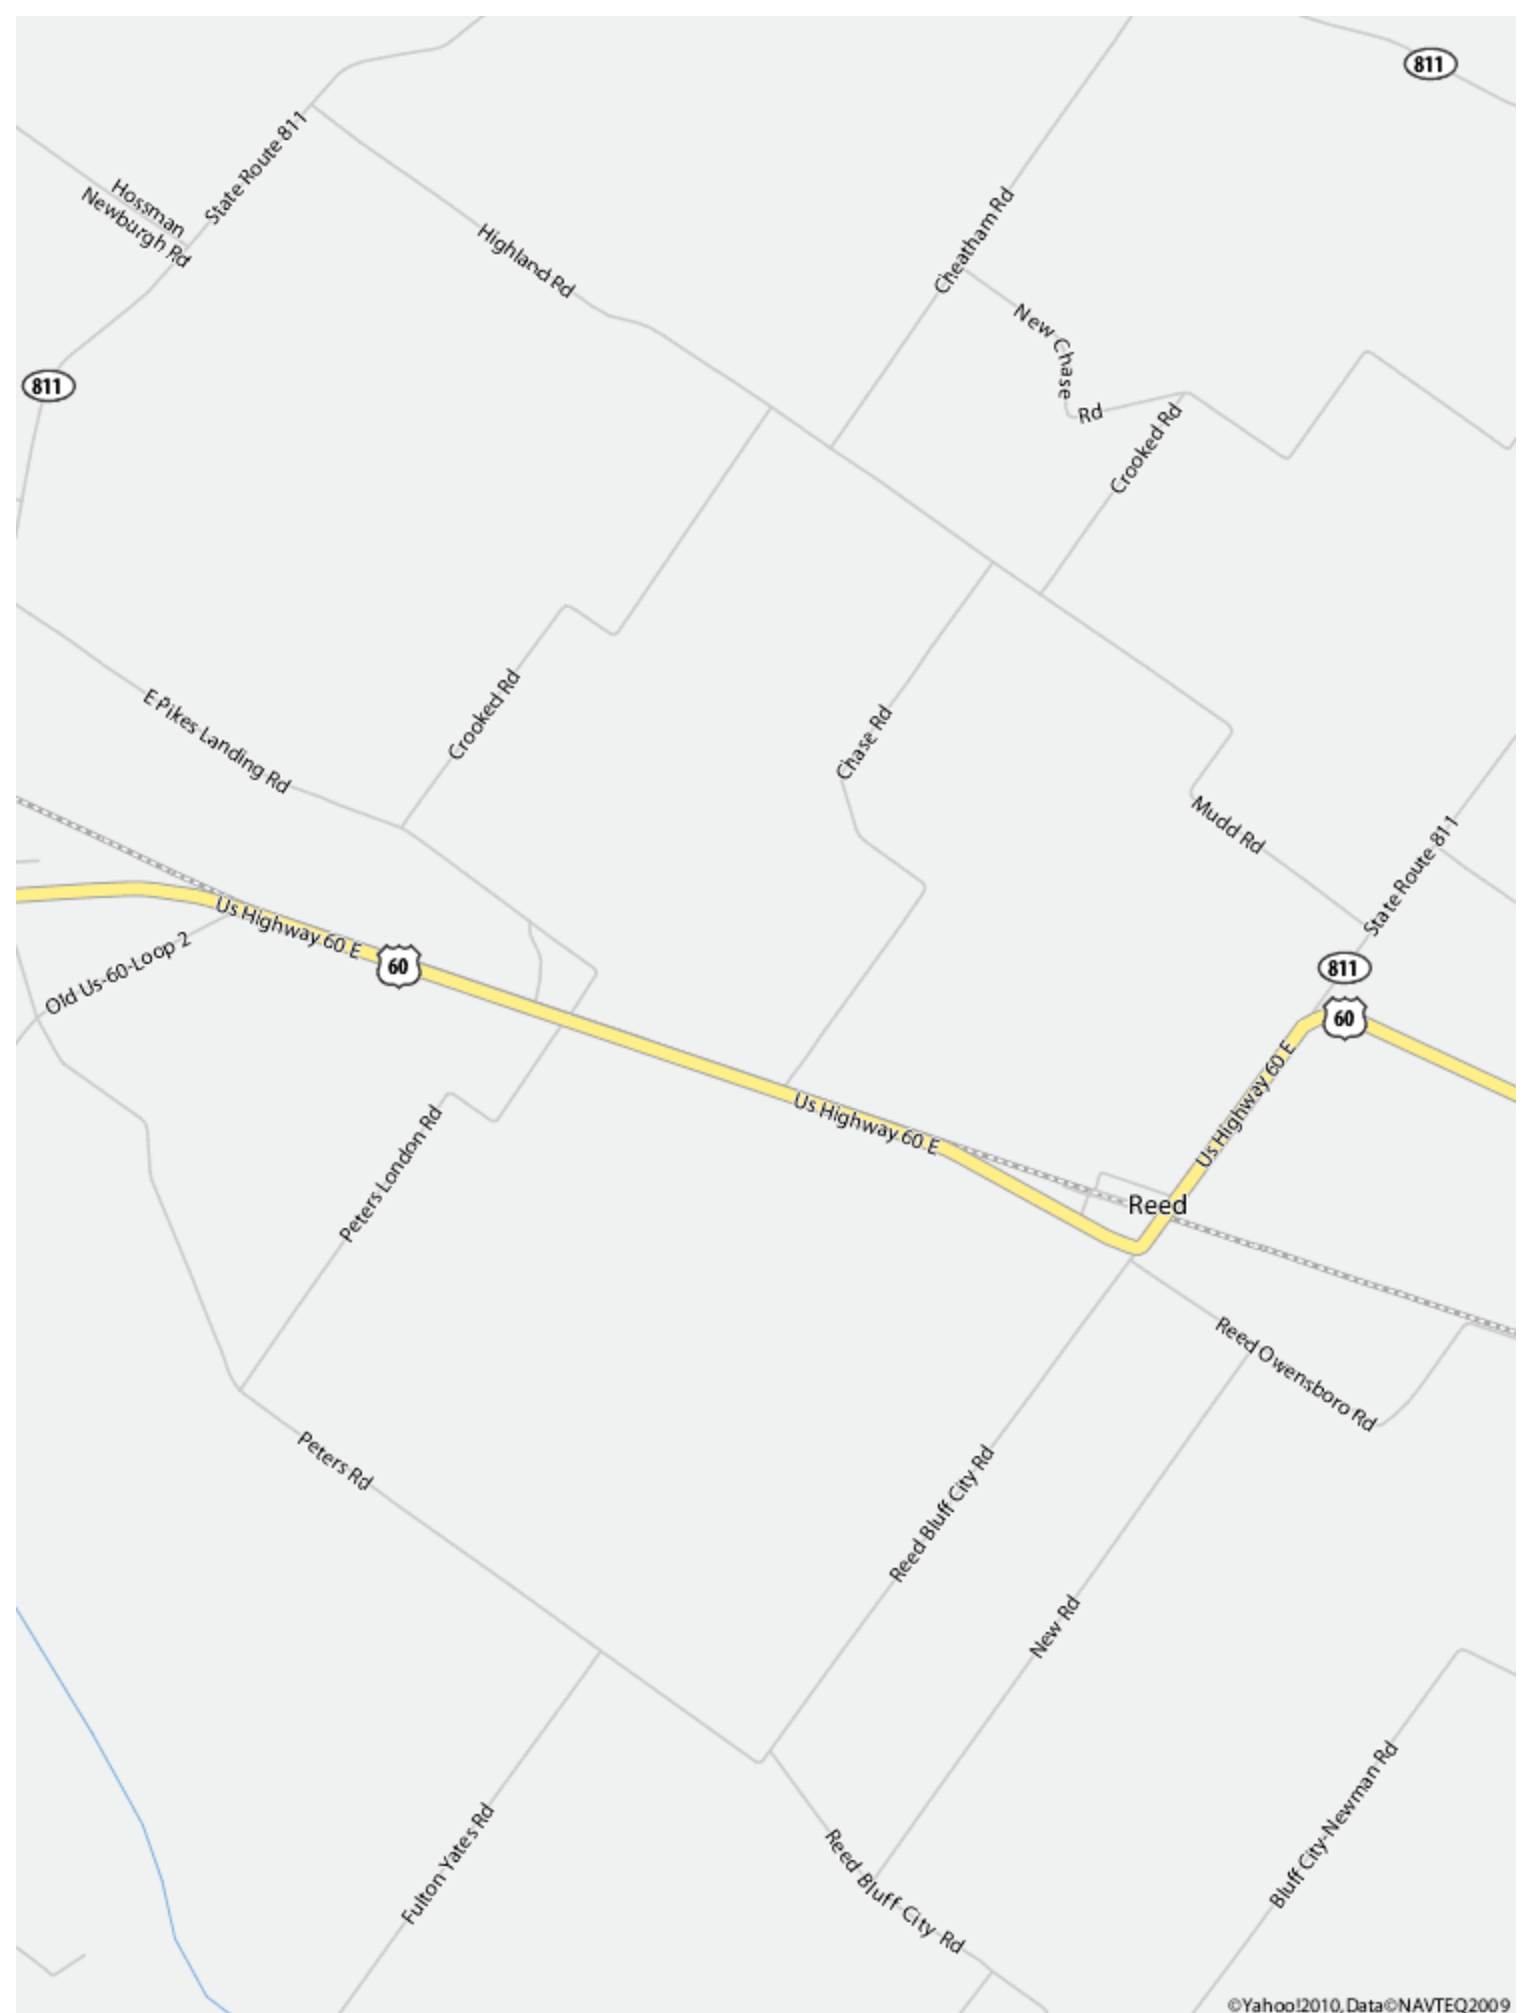 811
State Route 811
Hossman
Newburgh Rd
Highland Rd
Cheatham Rd
New Chase
Rd
811
Crooked Rd
Crooked Rd
E Pikes Landing Rd
Chase Rd
Mudd Rd
State Route 811
Us Highway 60 E
Old Us-60-Loop 2
60
811
60
Us Highway 60 E
Us Highway 60 E
Peters London Rd
Reed
Reed Owensboro Rd
Peters Rd
Reed Bluff City Rd
New Rd
Bluff City-Newman Rd
Fulton Yates Rd
Reed Bluff City Rd
©Yahoo!2010, Data©NAVTEQ2009